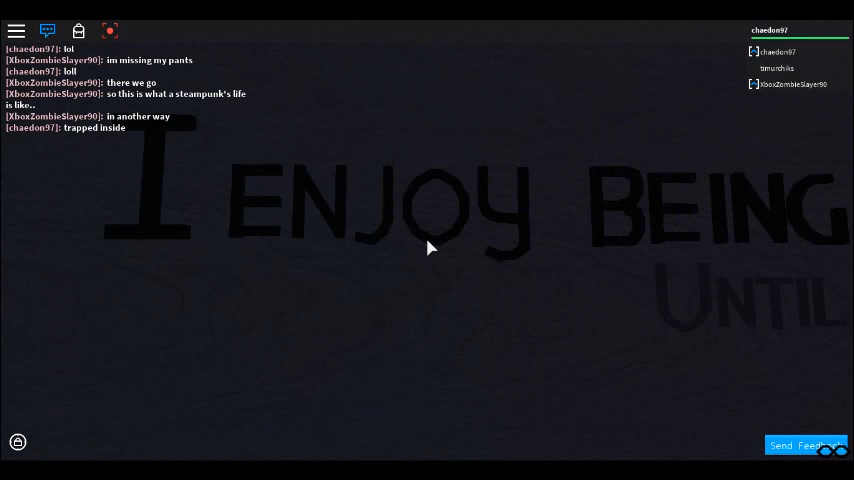 chaedon97
[chaedon97]: lol
[XboxZombieSlayer90]: im missing my pants
[chaedon97]: loll
[XboxZombieSlayer90]: there we go
[XboxZombieSlayer90]: so this is what a steampunk's life
is like..
[XboxZombieSlayer90]: in another way
[chaedon97]: trapped inside
chaedon97
timurchiks
XboxZombieSlayer90
I ENJOY BEING
UNTIL
Send Feedback